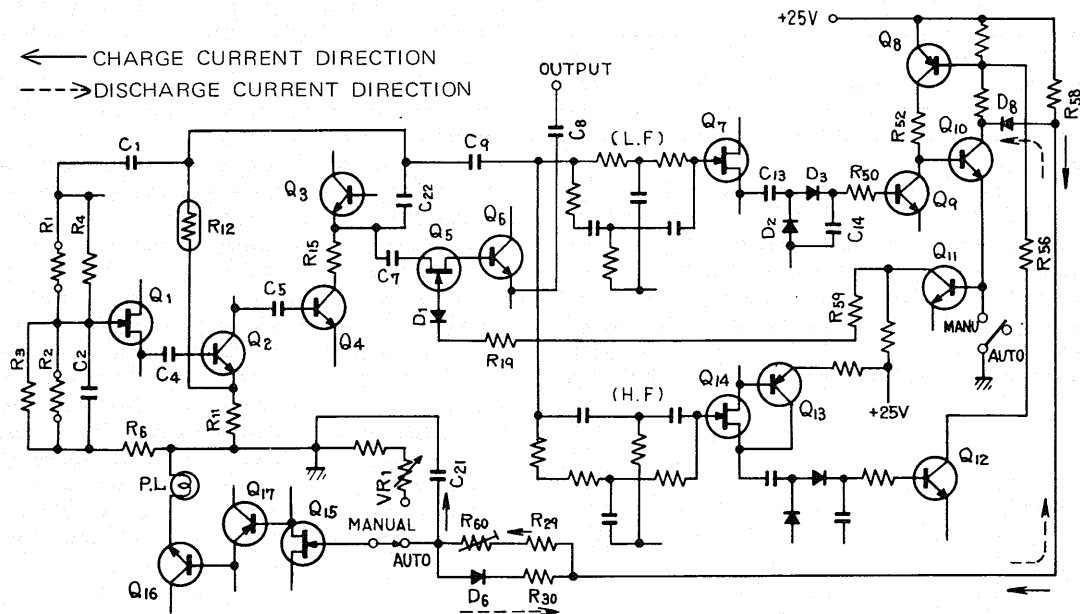 +25V
Q8
CHARGE CURRENT DIRECTION
DISCHARGE CURRENT DIRECTION
OUTPUT
D8
R58
C8
R52
Q10
C1
C9
(L.F)
Q7
Q3
C22
C13
D3
R50
Q9
R1
R4
R12
Q6
D2
C14
R15
Q5
C7
R56
Q11
Q1
C5
D1
R59
MANU
Q2
Q4
R3
R2
C2
C4
R19
AUTO
Q14
Q13
+25V
R11
(H.F)
R6
Q12
P.L
VR1
C21
Q17
Q15
MANUAL
R60
R29
AUTO
Q16
D6
R30